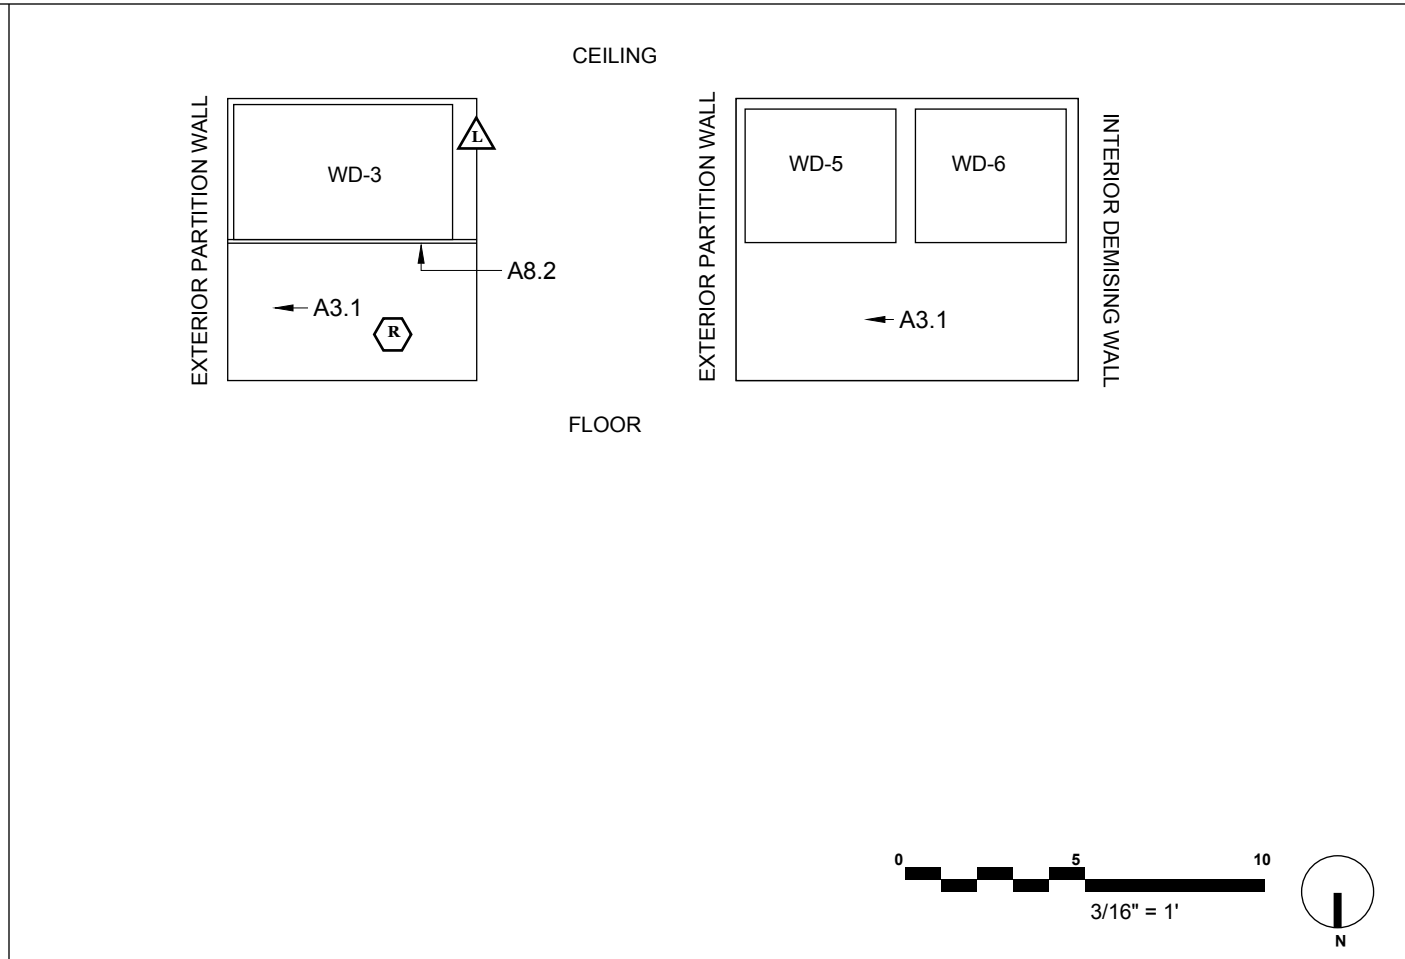 CEILING
EXTERIOR PARTITION WALL
WD-3
L
A8.2
A3.1
R
EXTERIOR PARTITION WALL
WD-5
WD-6
A3.1
INTERIOR DEMISING WALL
FLOOR
0 5 10
3/16" = 1'
N